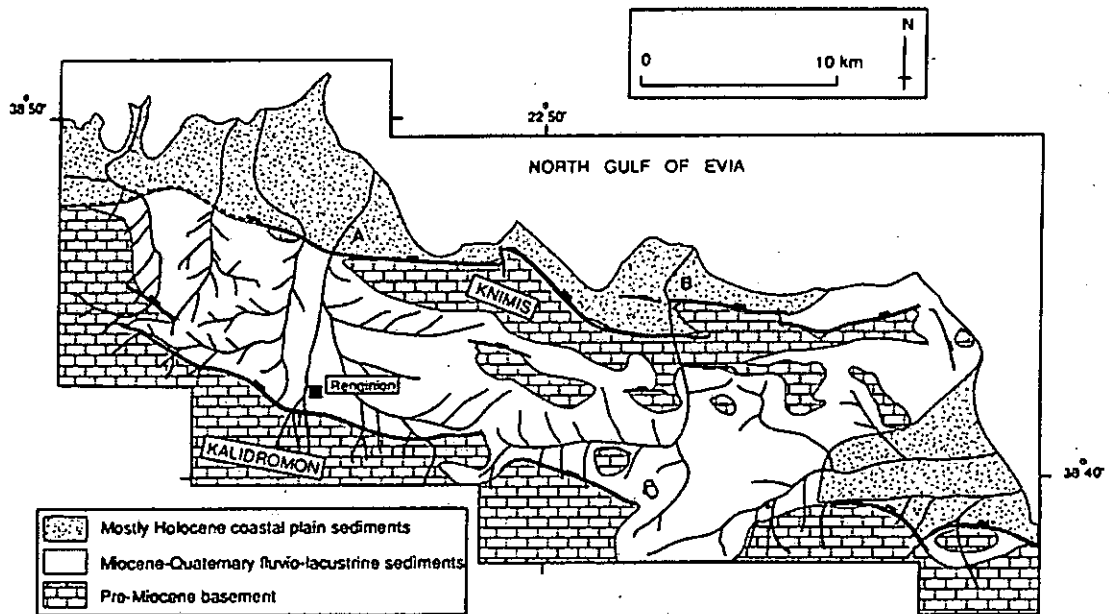 N
0 10 km
38°50'
22°50'
NORTH GULF OF EVIA
A
B
KNIMIS
Renginion
KALIDROMON
38°40'
Mostly Holocene coastal plain sediments
Miocene-Quaternary fluvio-lacustrine sediments
Pre-Miocene basement